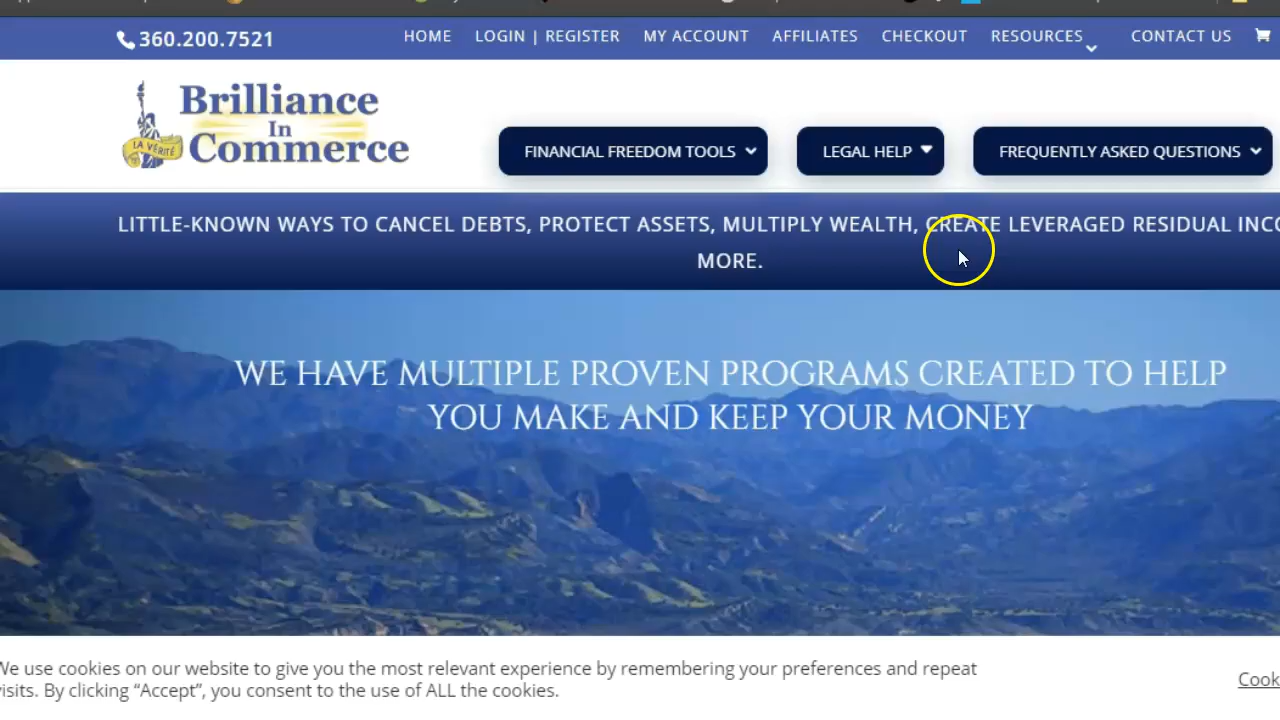 360.200.7521 HOME LOGIN | REGISTER MY ACCOUNT AFFILIATES CHECKOUT RESOURCES CONTACT US
Brilliance
In
Commerce
LA VÉRITÉ
FINANCIAL FREEDOM TOOLS LEGAL HELP FREQUENTLY ASKED QUESTIONS
LITTLE-KNOWN WAYS TO CANCEL DEBTS, PROTECT ASSETS, MULTIPLY WEALTH, CREATE LEVERAGED RESIDUAL INCO
MORE.
WE HAVE MULTIPLE PROVEN PROGRAMS CREATED TO HELP
YOU MAKE AND KEEP YOUR MONEY
We use cookies on our website to give you the most relevant experience by remembering your preferences and repeat
visits. By clicking “Accept”, you consent to the use of ALL the cookies.
Cook